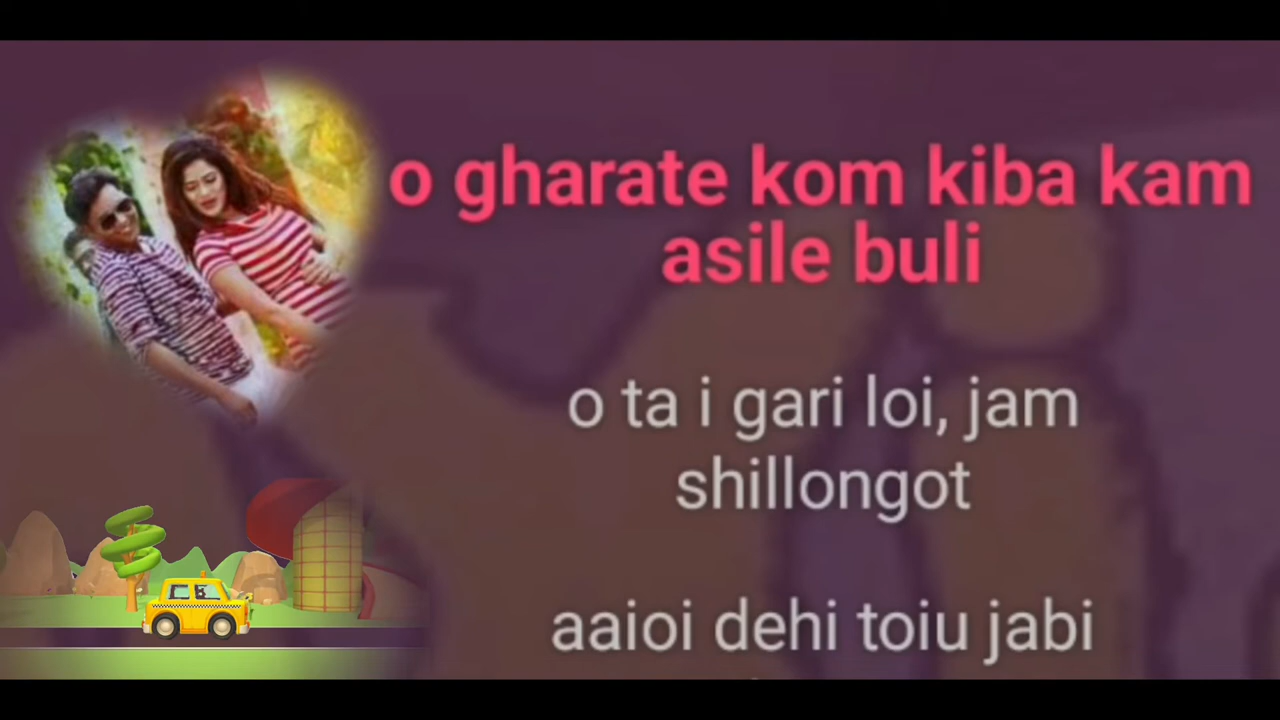 o gharate kom kiba kam
asile buli
o ta i gari loi, jam
shillongot
aaioi dehi toiu jabi